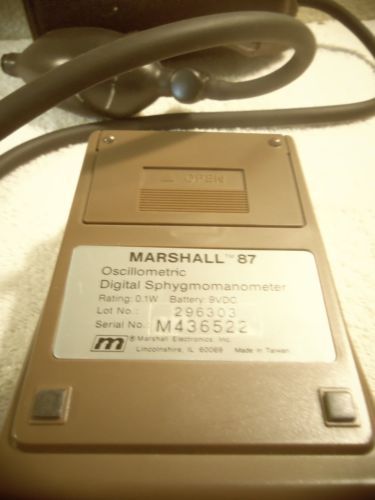 OPEN
MARSHALL™ 87
Oscillometric
Digital Sphygmomanometer
Rating: 0.1W Battery: 9VDC
Lot No.: 296303
Serial No.: M436522
m ® Marshall Electronics, Inc.
Lincolnshire, IL 60069 Made in Taiwan